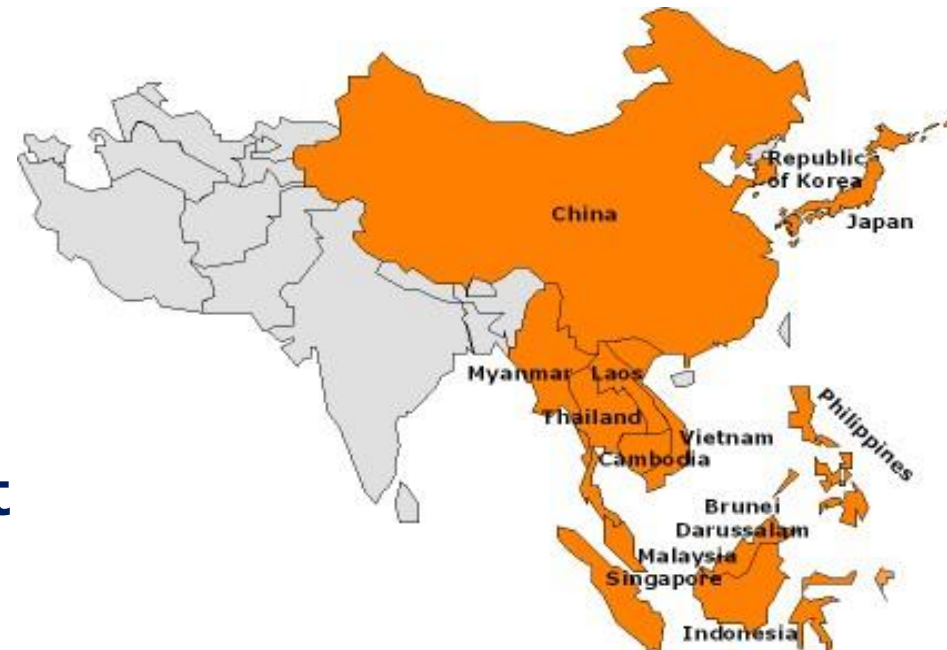 Republic
of Korea
China
Japan
Myanmar
Laos
Thailand
Philippines
Vietnam
Cambodia
t
Brunei
Darussalam
Malaysia
Singapore
Indonesia